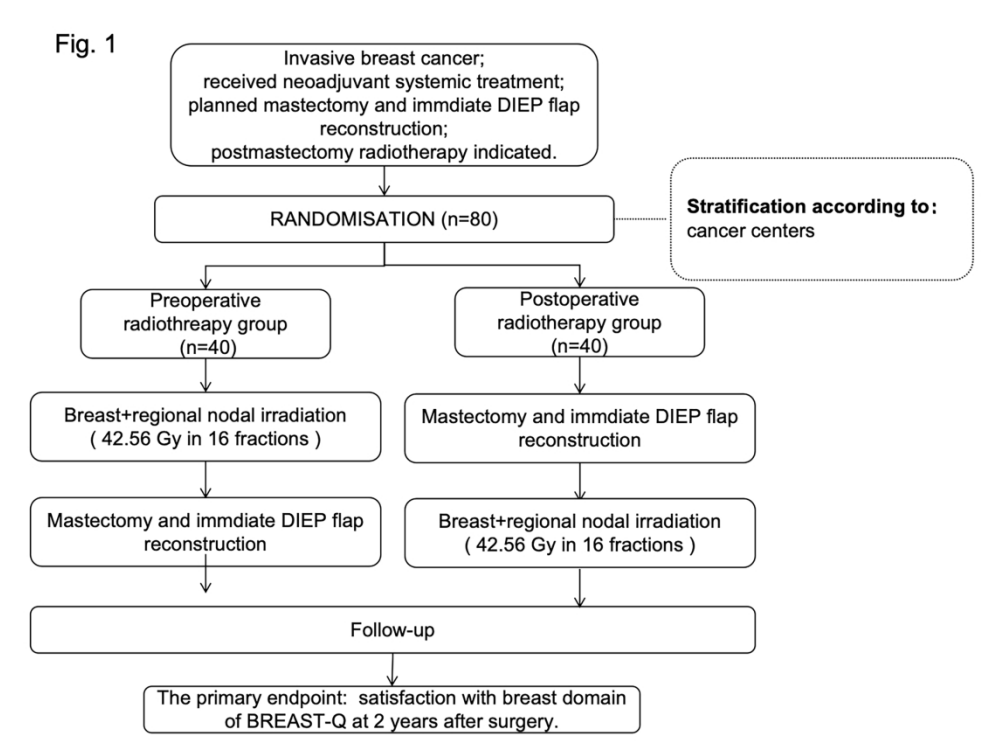 Fig. 1
Invasive breast cancer;
received neoadjuvant systemic treatment;
planned mastectomy and immdiate DIEP flap
reconstruction;
postmastectomy radiotherapy indicated.
RANDOMISATION (n=80)
Stratification according to:
cancer centers
Preoperative
radiothreapy group
(n=40)
Postoperative
radiotherapy group
(n=40)
Breast+regional nodal irradiation
( 42.56 Gy in 16 fractions )
Mastectomy and immdiate DIEP flap
reconstruction
Mastectomy and immdiate DIEP flap
reconstruction
Breast+regional nodal irradiation
( 42.56 Gy in 16 fractions )
Follow-up
The primary endpoint: satisfaction with breast domain
of BREAST-Q at 2 years after surgery.